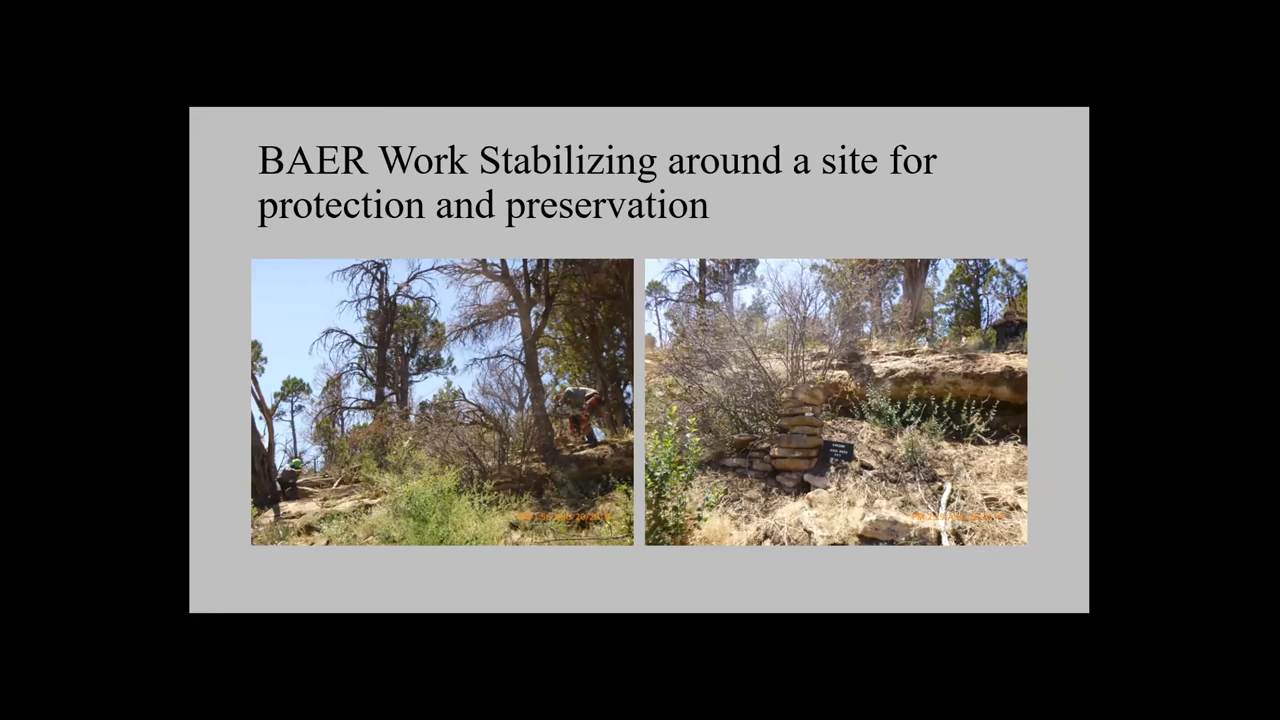 BAER Work Stabilizing around a site for
protection and preservation